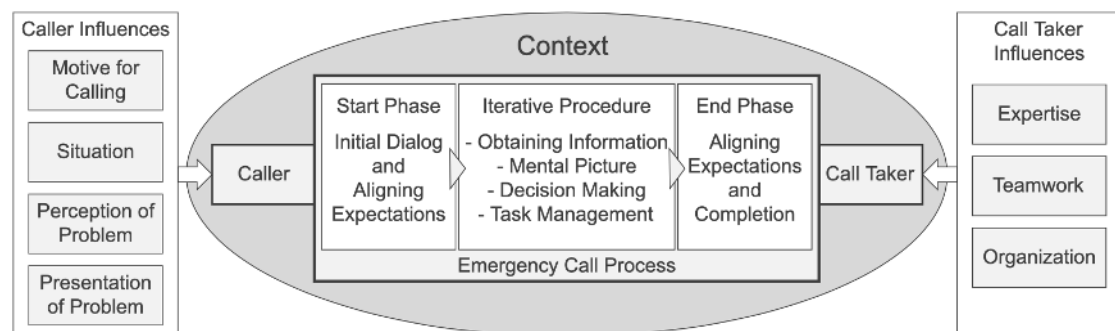 Caller Influences
Motive for
Calling
Situation
Perception of
Problem
Presentation
of Problem
Context
Caller
Start Phase
Initial Dialog
and
Aligning
Expectations
Iterative Procedure
- Obtaining Information
- Mental Picture
- Decision Making
- Task Management
End Phase
Aligning
Expectations
and
Completion
Emergency Call Process
Call Taker
Call Taker
Influences
Expertise
Teamwork
Organization